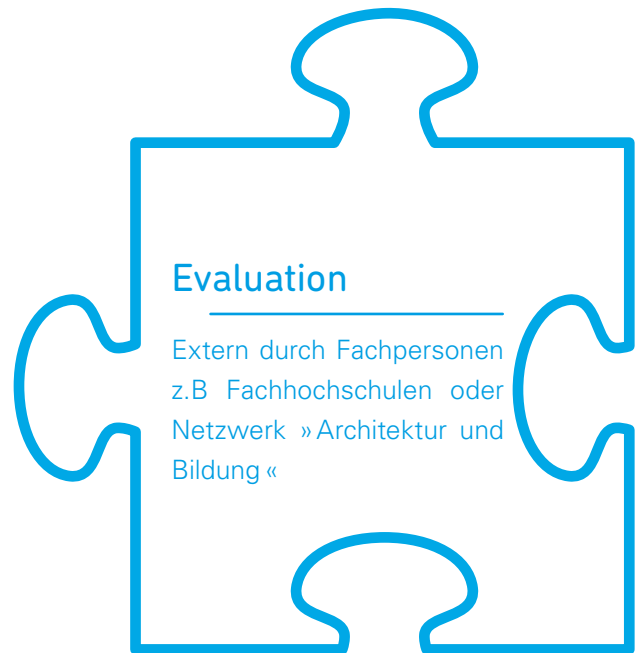 Evaluation
Extern durch Fachpersonen
z.B Fachhochschulen oder
Netzwerk »Architektur und
Bildung«